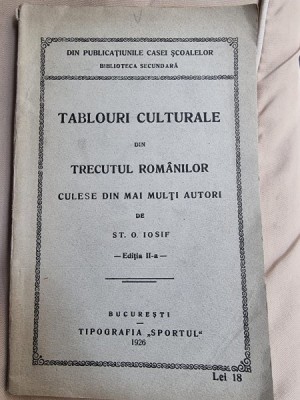 DIN PUBLICAȚIUNILE CASEI ȘCOALELOR
BIBLIOTECA SECUNDARĂ
TABLOURI CULTURALE
DIN
TRECUTUL ROMÂNILOR
CULESE DIN MAI MULȚI AUTORI
DE
ST. O. IOSIF
— Ediția II-a —
BUCUREȘTI
TIPOGRAFIA „SPORTUL"
1926
Lei 18